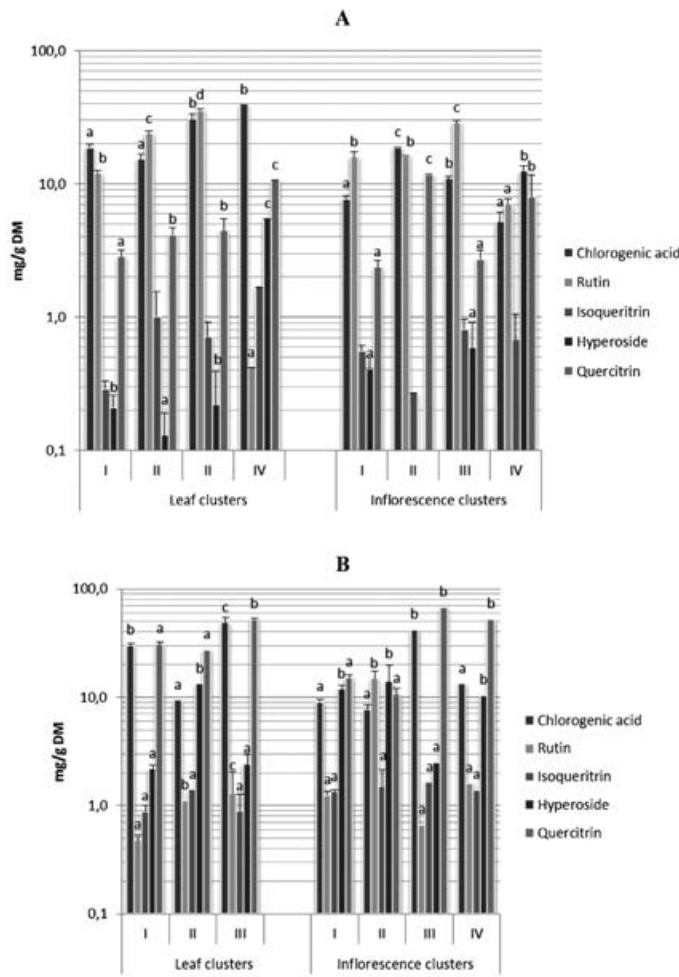 A
100,0
10,0
1,0
0,1
mg/g DM
a b a b a
a c a b
b d b b
b a c c
a b a a
c b c
b c a a
a a b b
I II II IV I II III IV
Leaf clusters Inflorescence clusters
Chlorogenic acid
Rutin
Isoqueritrin
Hyperoside
Quercitrin
B
100,0
10,0
1,0
0,1
mg/g DM
b a a a a
a b a b a
c c a a b
a a a b a
a b a b a
b a a a b
b a a b b
I II III I II III IV
Leaf clusters Inflorescence clusters
Chlorogenic acid
Rutin
Isoqueritrin
Hyperoside
Quercitrin